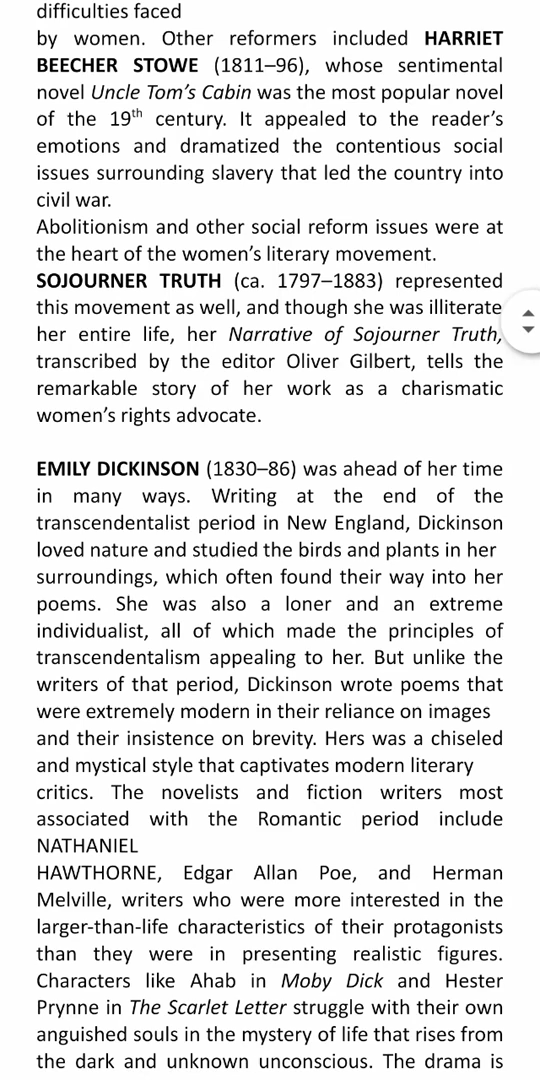 difficulties faced
by women. Other reformers included HARRIET
BEECHER STOWE (1811–96), whose sentimental
novel Uncle Tom’s Cabin was the most popular novel
of the 19th century. It appealed to the reader’s
emotions and dramatized the contentious social
issues surrounding slavery that led the country into
civil war.
Abolitionism and other social reform issues were at
the heart of the women’s literary movement.
SOJOURNER TRUTH (ca. 1797–1883) represented
this movement as well, and though she was illiterate
her entire life, her Narrative of Sojourner Truth,
transcribed by the editor Oliver Gilbert, tells the
remarkable story of her work as a charismatic
women’s rights advocate.
EMILY DICKINSON (1830–86) was ahead of her time
in many ways. Writing at the end of the
transcendentalist period in New England, Dickinson
loved nature and studied the birds and plants in her
surroundings, which often found their way into her
poems. She was also a loner and an extreme
individualist, all of which made the principles of
transcendentalism appealing to her. But unlike the
writers of that period, Dickinson wrote poems that
were extremely modern in their reliance on images
and their insistence on brevity. Hers was a chiseled
and mystical style that captivates modern literary
critics. The novelists and fiction writers most
associated with the Romantic period include
NATHANIEL
HAWTHORNE, Edgar Allan Poe, and Herman
Melville, writers who were more interested in the
larger-than-life characteristics of their protagonists
than they were in presenting realistic figures.
Characters like Ahab in Moby Dick and Hester
Prynne in The Scarlet Letter struggle with their own
anguished souls in the mystery of life that rises from
the dark and unknown unconscious. The drama is